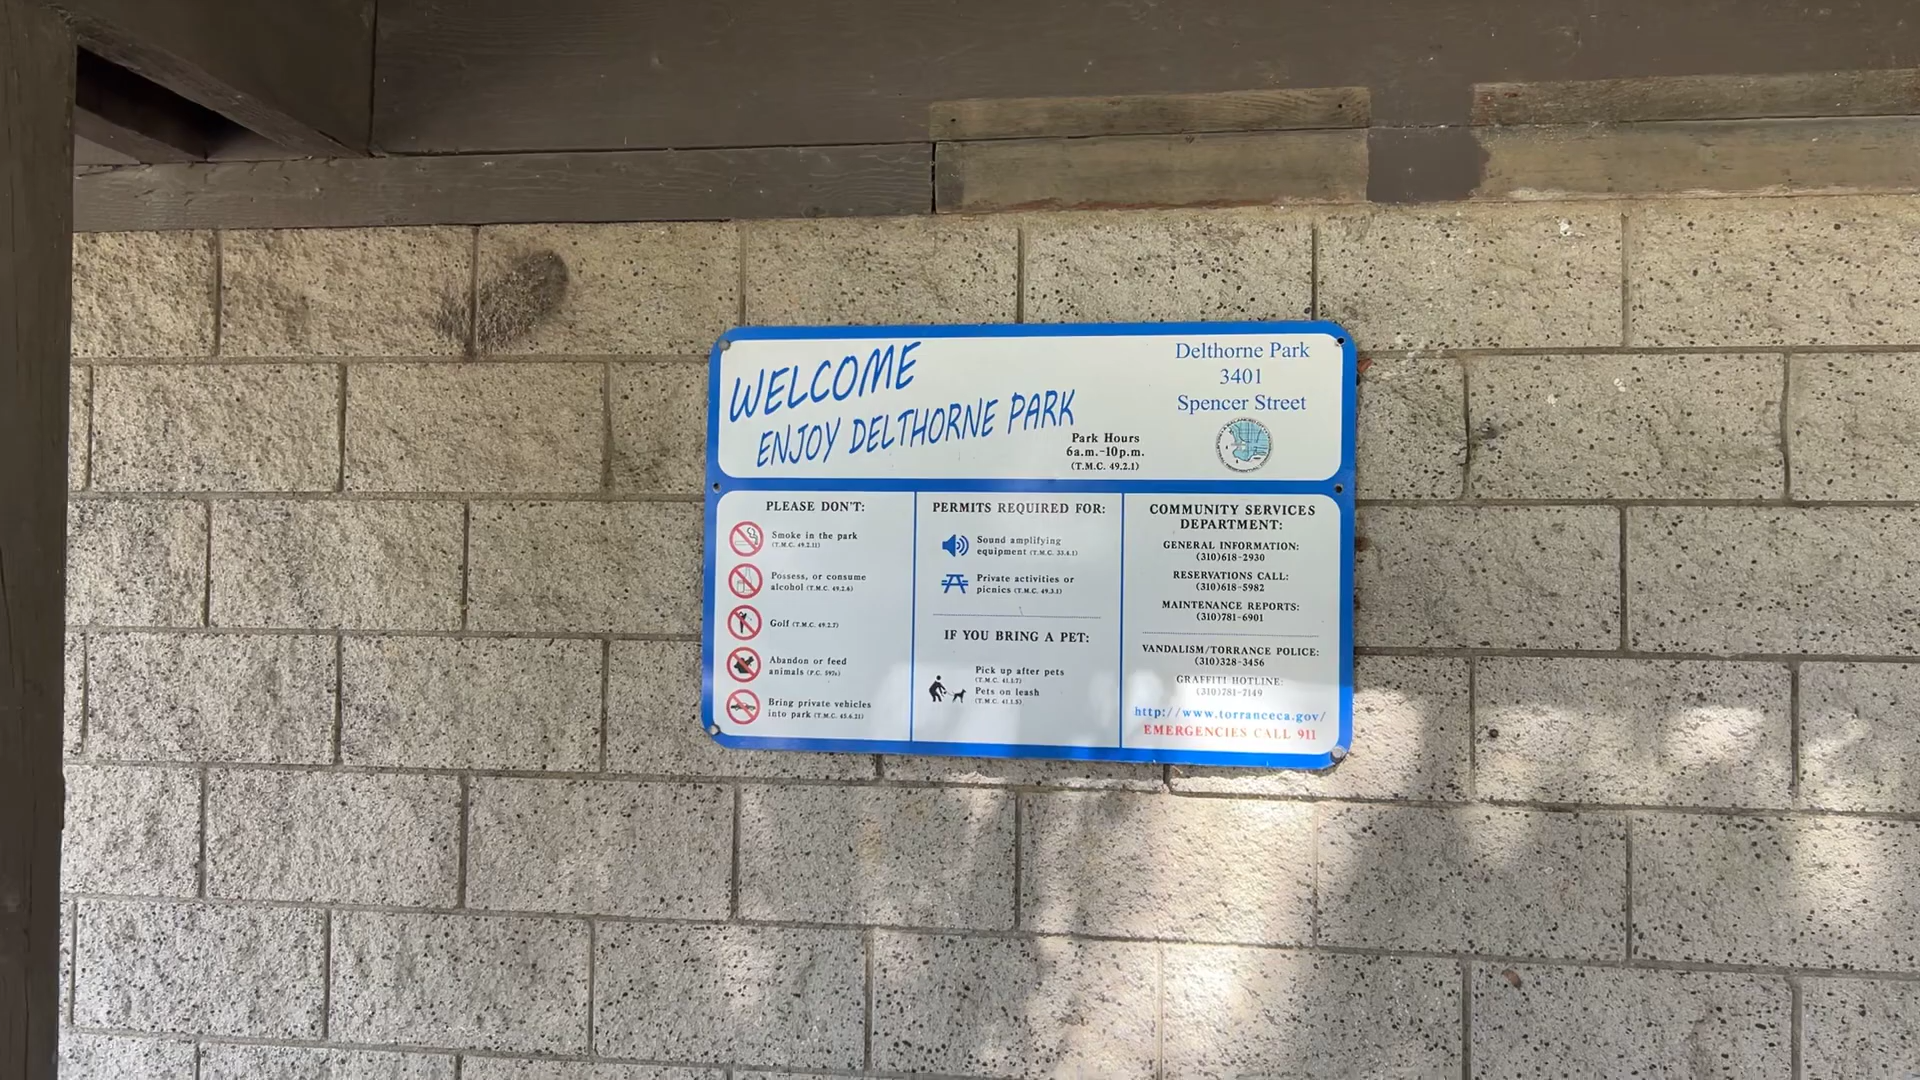 WELCOME
ENJOY DELTHORNE PARK
Park Hours
6a.m.-10p.m.
(T.M.C. 49.2.1)
Delthorne Park
3401
Spencer Street
PLEASE DON'T:
Smoke in the park
(T.M.C. 49.2.11)
Possess, or consume
alcohol (T.M.C. 49.2.6)
Golf (T.M.C. 49.2.7)
Abandon or feed
animals (P.C. 597s)
Bring private vehicles
into park (T.M.C. 45.6.21)
PERMITS REQUIRED FOR:
Sound amplifying
equipment (T.M.C. 33.4.1)
Private activities or
picnics (T.M.C. 49.3.1)
IF YOU BRING A PET:
Pick up after pets
(T.M.C. 41.1.7)
Pets on leash
(T.M.C. 41.1.5)
COMMUNITY SERVICES
DEPARTMENT:
GENERAL INFORMATION:
(310)618-2930
RESERVATIONS CALL:
(310)618-5982
MAINTENANCE REPORTS:
(310)781-6901
VANDALISM/TORRANCE POLICE:
(310)328-3456
GRAFFITI HOTLINE:
(310)781-7149
http://www.torranceca.gov/
EMERGENCIES CALL 911